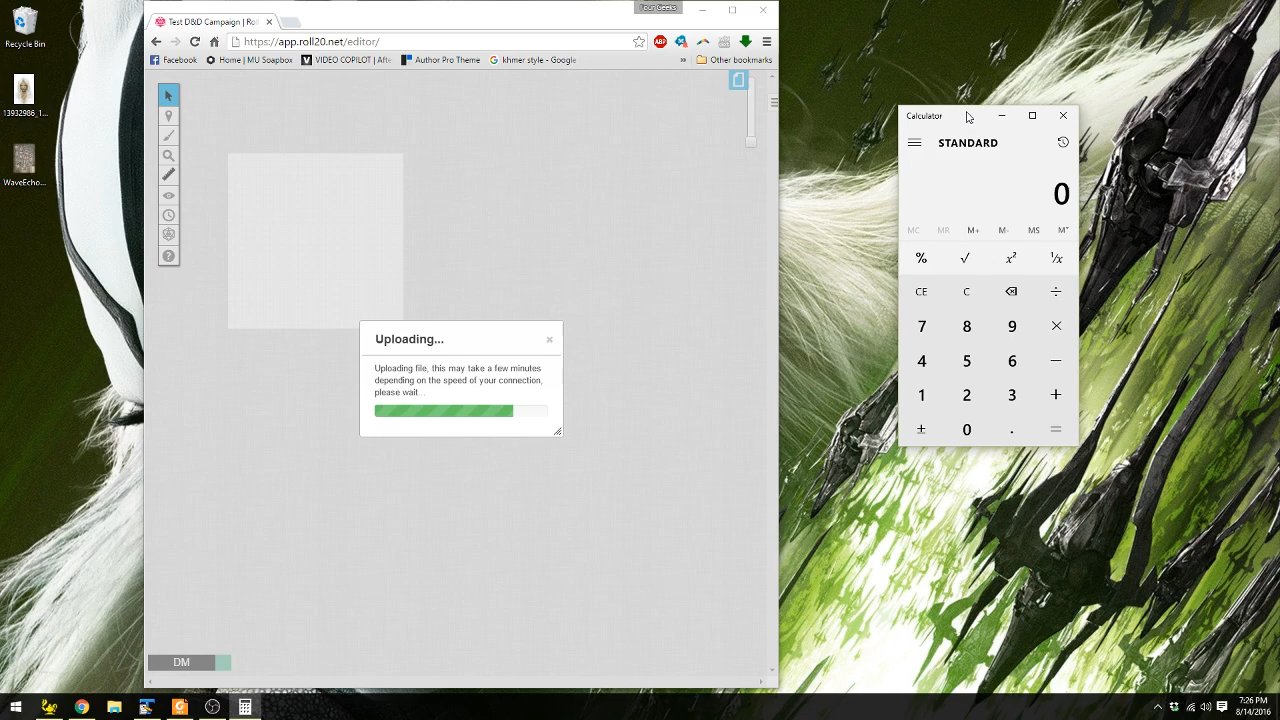 Recycle Bin
13932986_1...
WaveEcho...
Four Geeks
Test D&D Campaign | Rol
https://app.roll20.net/editor/
ABP
Facebook
Home | MU Soapbox
VIDEO COPILOT | Afte
Author Pro Theme
khmer style - Google
»
Other bookmarks
Uploading...
Uploading file, this may take a few minutes
depending on the speed of your connection,
please wait...
DM
Calculator
STANDARD
0
MC MR M+ M- MS M˅
% √ x² ¹/x
CE C ÷
7 8 9 ×
4 5 6 −
1 2 3 +
± 0 . =
7:26 PM
8/14/2016